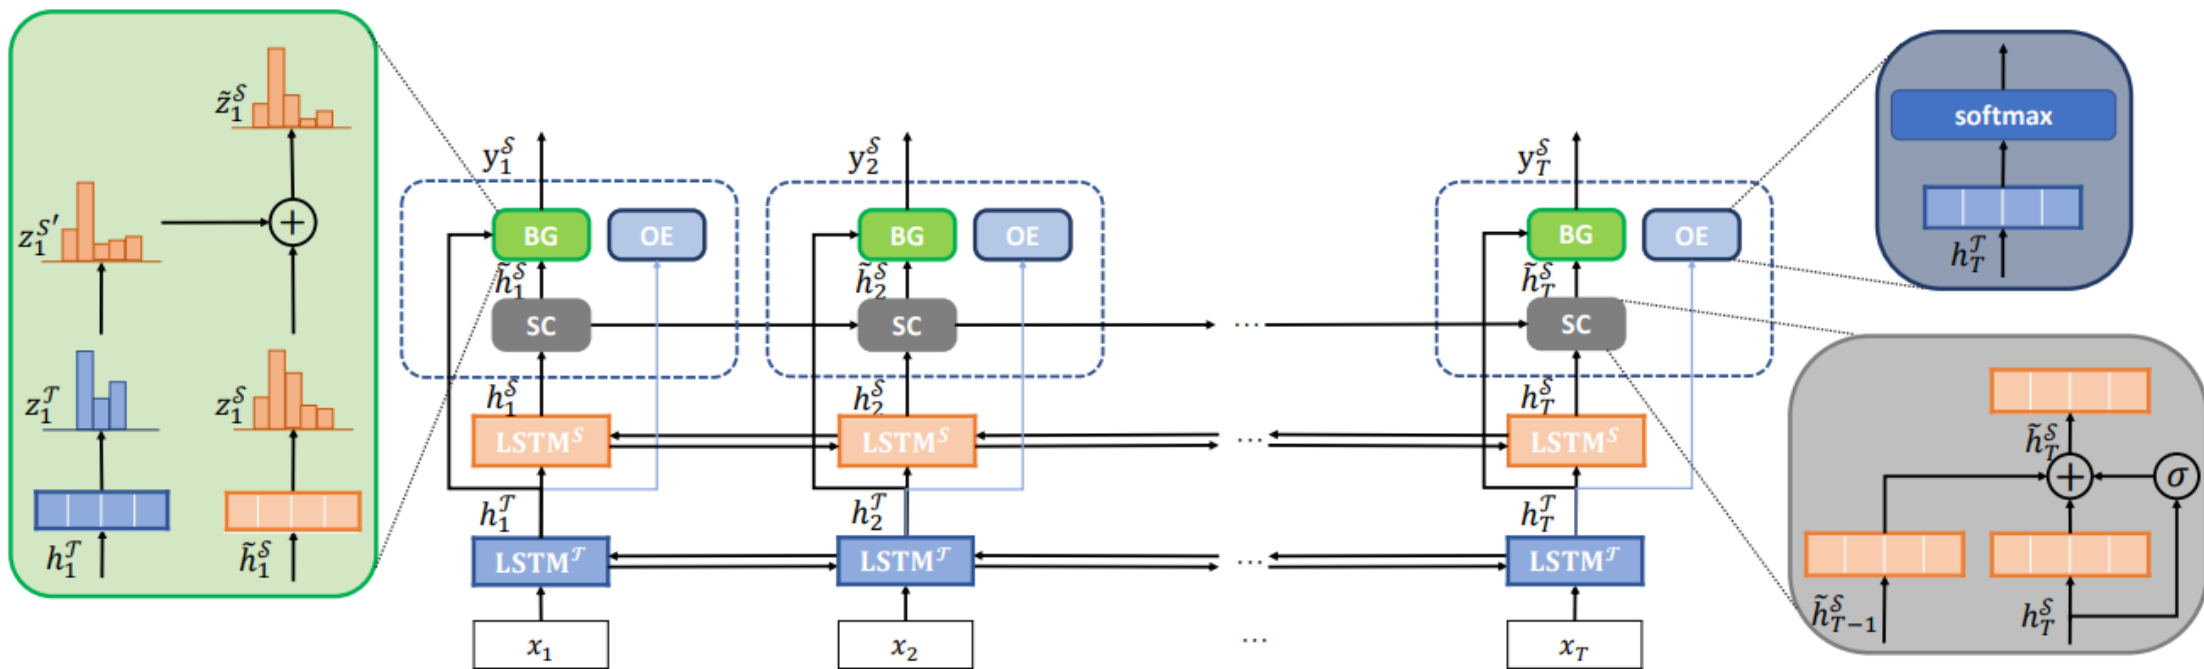 z̃₁^𝒮
z₁^𝒮′
+
z₁^𝒯
z₁^𝒮
h₁^𝒯
h̃₁^𝒮
y₁^𝒮
y₂^𝒮
y_T^𝒮
BG OE
BG OE
BG OE
h̃₁^𝒮
h̃₂^𝒮
h̃_T^𝒮
SC
SC
...
SC
h₁^𝒮
h₂^𝒮
h_T^𝒮
LSTM^𝒮
LSTM^𝒮
...
LSTM^𝒮
h₁^𝒯
h₂^𝒯
h_T^𝒯
LSTM^𝒯
LSTM^𝒯
...
LSTM^𝒯
x₁
x₂
...
x_T
softmax
h_T^𝒯
h̃_T^𝒮
+
σ
h̃_{T−1}^𝒮
h_T^𝒮